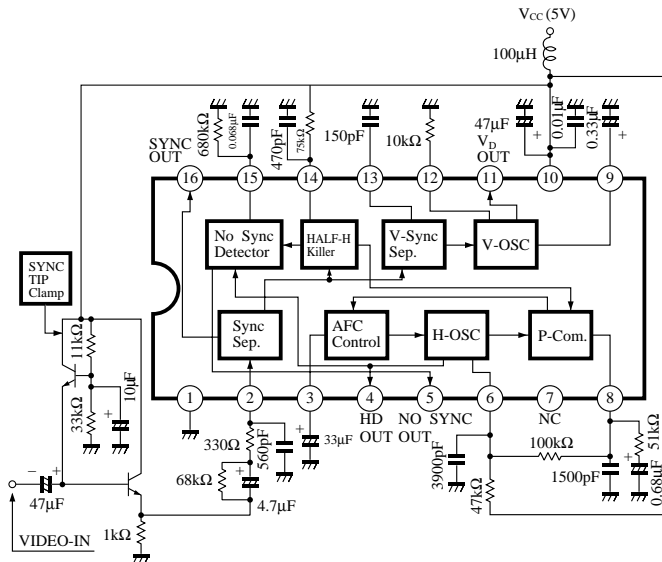 VCC (5V)
100μH
680kΩ
0.068μF
470pF
75kΩ
150pF
10kΩ
47μF
+
0.01μF
0.33μF
+
SYNC
OUT
VD
OUT
16
15
14
13
12
11
10
9
No Sync
Detector
HALF-H
Killer
V-Sync
Sep.
V-OSC
SYNC
TIP
Clamp
Sync
Sep.
AFC
Control
H-OSC
P-Com.
11kΩ
33kΩ
+
10μF
1
2
3
4
5
6
7
8
HD
OUT
NO SYNC
OUT
NC
330Ω
560pF
+
33μF
68kΩ
+
4.7μF
3900pF
47kΩ
100kΩ
1500pF
51kΩ
+
0.68μF
− +
47μF
1kΩ
VIDEO-IN